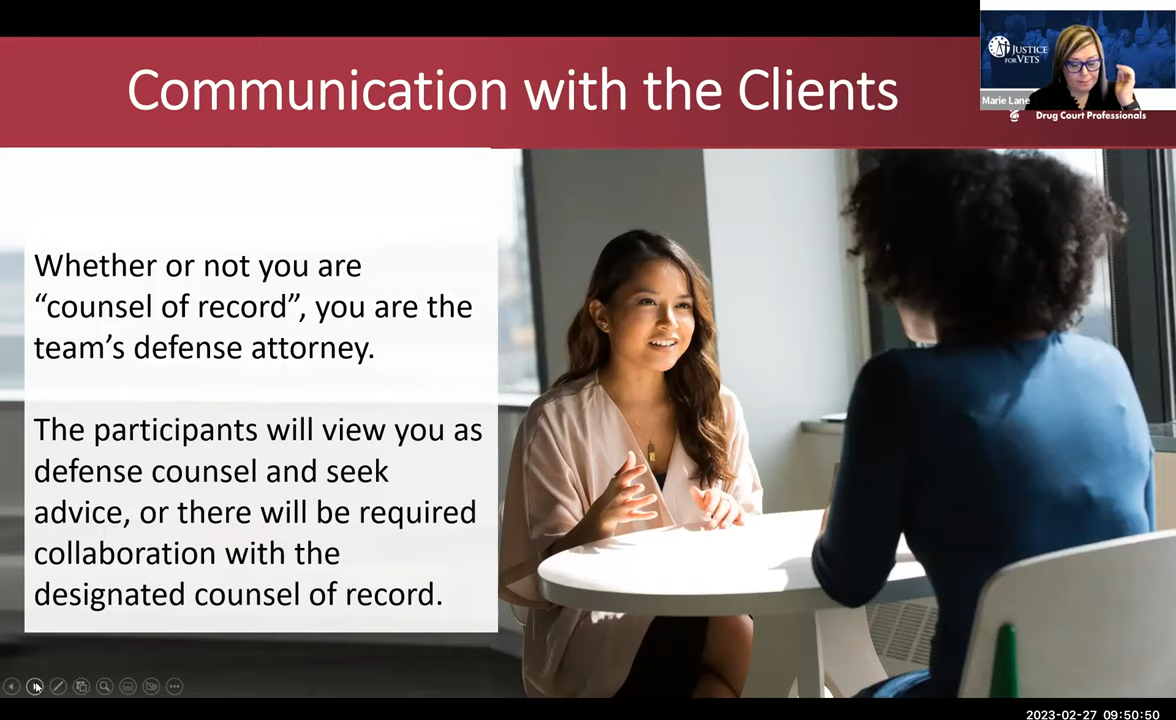 Communication with the Clients
JUSTICE
FOR VETS
Marie Lane
Drug Court Professionals
Whether or not you are
“counsel of record”, you are the
team’s defense attorney.
The participants will view you as
defense counsel and seek
advice, or there will be required
collaboration with the
designated counsel of record.
2023-02-27 09:50:50